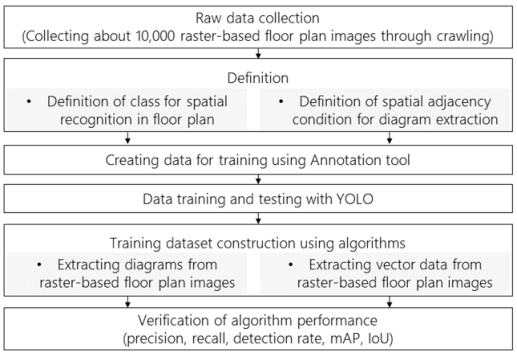 Raw data collection
(Collecting about 10,000 raster-based floor plan images through crawling)
Definition
• Definition of class for spatial
recognition in floor plan
• Definition of spatial adjacency
condition for diagram extraction
Creating data for training using Annotation tool
Data training and testing with YOLO
Training dataset construction using algorithms
• Extracting diagrams from
raster-based floor plan images
• Extracting vector data from
raster-based floor plan images
Verification of algorithm performance
(precision, recall, detection rate, mAP, IoU)